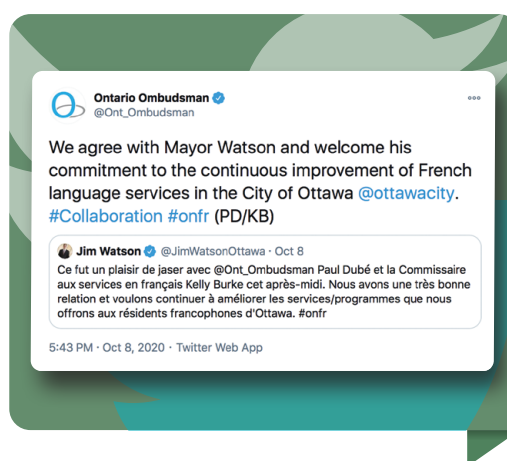 Ontario Ombudsman
@Ont_Ombudsman
We agree with Mayor Watson and welcome his
commitment to the continuous improvement of French
language services in the City of Ottawa @ottawacity.
#Collaboration #onfr (PD/KB)
Jim Watson @JimWatsonOttawa · Oct 8
Ce fut un plaisir de jaser avec @Ont_Ombudsman Paul Dubé et la Commissaire
aux services en français Kelly Burke cet après-midi. Nous avons une très bonne
relation et voulons continuer à améliorer les services/programmes que nous
offrons aux résidents francophones d'Ottawa. #onfr
5:43 PM · Oct 8, 2020 · Twitter Web App